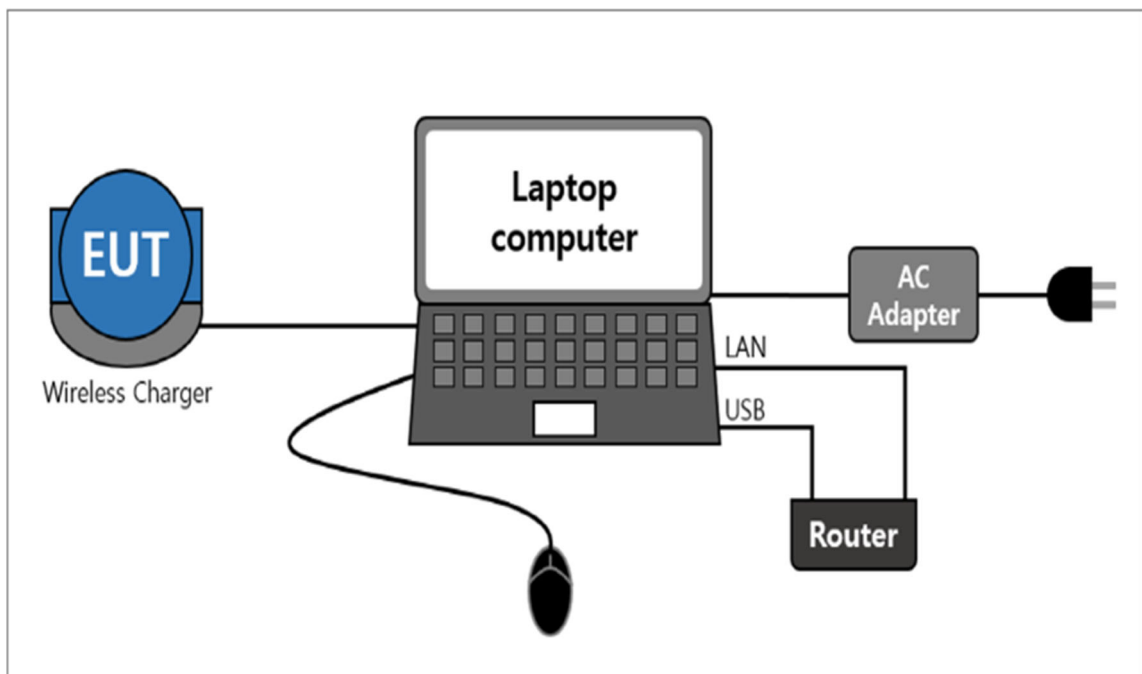 Laptop
computer
EUT
Wireless Charger
AC
Adapter
LAN
USB
Router